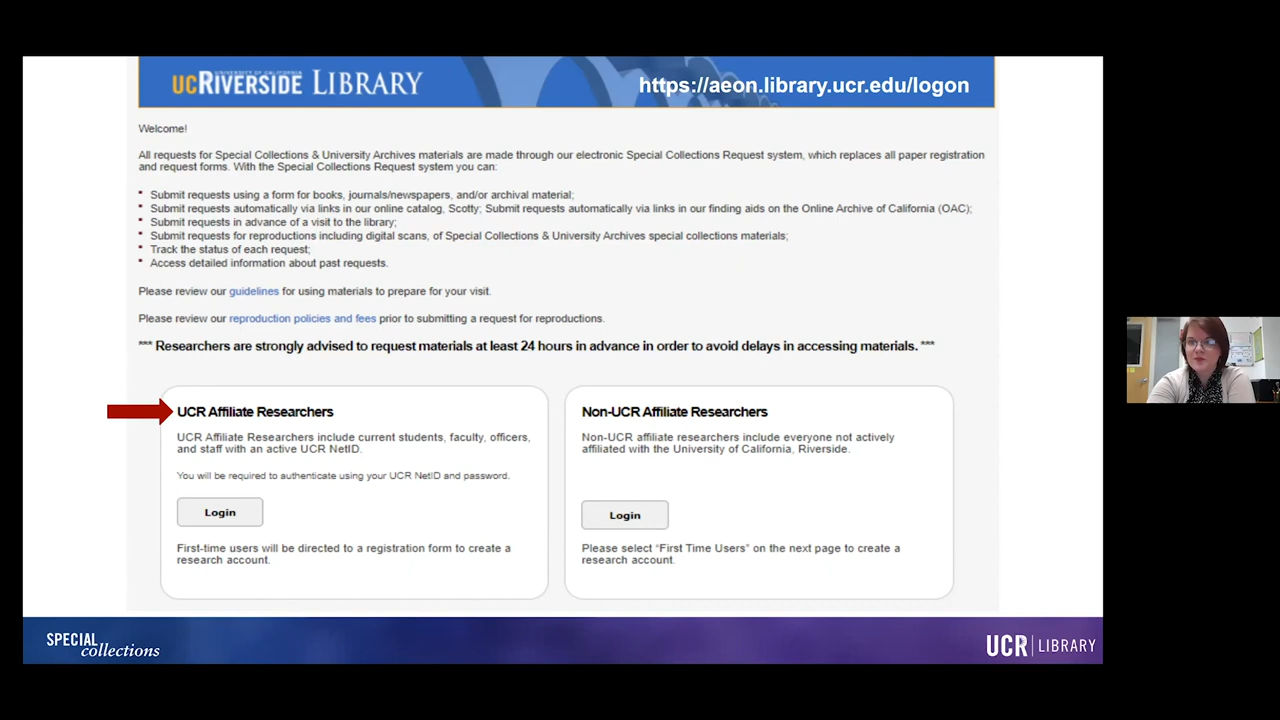 UNIVERSITY OF CALIFORNIA
UCRIVERSIDE LIBRARY
https://aeon.library.ucr.edu/logon
Welcome!
All requests for Special Collections & University Archives materials are made through our electronic Special Collections Request system, which replaces all paper registration
and request forms. With the Special Collections Request system you can:
Submit requests using a form for books, journals/newspapers, and/or archival material;
Submit requests automatically via links in our online catalog, Scotty; Submit requests automatically via links in our finding aids on the Online Archive of California (OAC);
Submit requests in advance of a visit to the library;
Submit requests for reproductions including digital scans, of Special Collections & University Archives special collections materials;
Track the status of each request;
Access detailed information about past requests.
Please review our guidelines for using materials to prepare for your visit.
Please review our reproduction policies and fees prior to submitting a request for reproductions.
*** Researchers are strongly advised to request materials at least 24 hours in advance in order to avoid delays in accessing materials. ***
UCR Affiliate Researchers
UCR Affiliate Researchers include current students, faculty, officers,
and staff with an active UCR NetID.
You will be required to authenticate using your UCR NetID and password.
Login
First-time users will be directed to a registration form to create a
research account.
Non-UCR Affiliate Researchers
Non-UCR affiliate researchers include everyone not actively
affiliated with the University of California, Riverside.
Login
Please select “First Time Users” on the next page to create a
research account.
SPECIAL
collections
UCR | LIBRARY